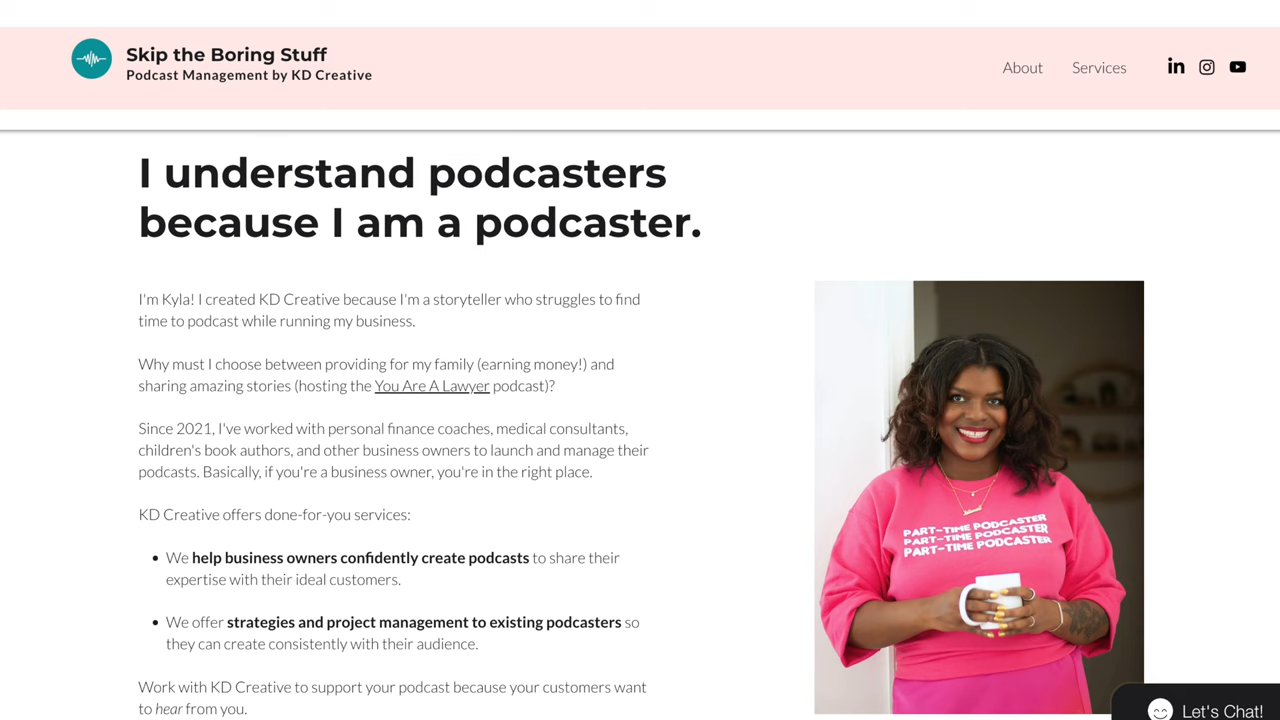 Skip the Boring Stuff
Podcast Management by KD Creative
About
Services
I understand podcasters
because I am a podcaster.
I'm Kyla! I created KD Creative because I'm a storyteller who struggles to find
time to podcast while running my business.
Why must I choose between providing for my family (earning money!) and
sharing amazing stories (hosting the You Are A Lawyer podcast)?
Since 2021, I've worked with personal finance coaches, medical consultants,
children's book authors, and other business owners to launch and manage their
podcasts. Basically, if you're a business owner, you're in the right place.
KD Creative offers done-for-you services:
• We help business owners confidently create podcasts to share their
expertise with their ideal customers.
• We offer strategies and project management to existing podcasters so
they can create consistently with their audience.
Work with KD Creative to support your podcast because your customers want
to hear from you.
PART-TIME PODCASTER
PART-TIME PODCASTER
PART-TIME PODCASTER
Let's Chat!